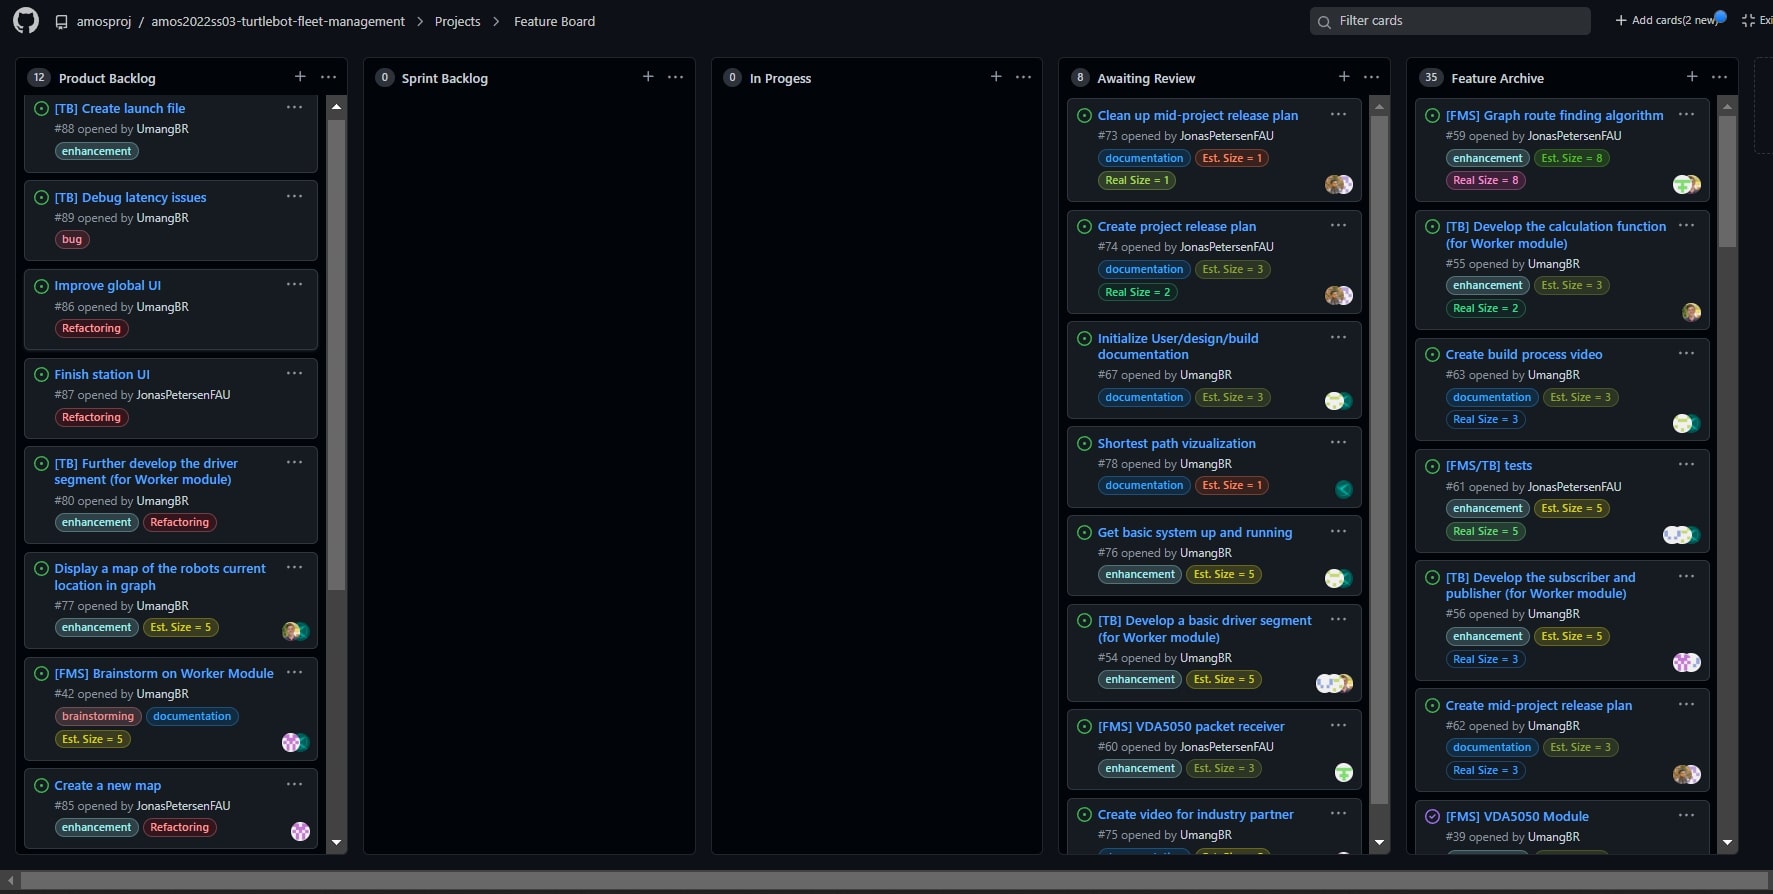 amosproj / amos2022ss03-turtlebot-fleet-management > Projects > Feature Board
Filter cards
Add cards(2 new)
Exi
12 Product Backlog
[TB] Create launch file
#88 opened by UmangBR
enhancement
[TB] Debug latency issues
#89 opened by UmangBR
bug
Improve global UI
#86 opened by UmangBR
Refactoring
Finish station UI
#87 opened by JonasPetersenFAU
Refactoring
[TB] Further develop the driver
segment (for Worker module)
#80 opened by UmangBR
enhancement Refactoring
Display a map of the robots current
location in graph
#77 opened by UmangBR
enhancement Est. Size = 5
[FMS] Brainstorm on Worker Module
#42 opened by UmangBR
brainstorming documentation
Est. Size = 5
Create a new map
#85 opened by JonasPetersenFAU
enhancement Refactoring
0 Sprint Backlog
0 In Progess
8 Awaiting Review
Clean up mid-project release plan
#73 opened by JonasPetersenFAU
documentation Est. Size = 1
Real Size = 1
Create project release plan
#74 opened by JonasPetersenFAU
documentation Est. Size = 3
Real Size = 2
Initialize User/design/build
documentation
#67 opened by UmangBR
documentation Est. Size = 3
Shortest path vizualization
#78 opened by UmangBR
documentation Est. Size = 1
Get basic system up and running
#76 opened by UmangBR
enhancement Est. Size = 5
[TB] Develop a basic driver segment
(for Worker module)
#54 opened by UmangBR
enhancement Est. Size = 5
[FMS] VDA5050 packet receiver
#60 opened by JonasPetersenFAU
enhancement Est. Size = 3
Create video for industry partner
#75 opened by UmangBR
35 Feature Archive
[FMS] Graph route finding algorithm
#59 opened by JonasPetersenFAU
enhancement Est. Size = 8
Real Size = 8
[TB] Develop the calculation function
(for Worker module)
#55 opened by UmangBR
enhancement Est. Size = 3
Real Size = 2
Create build process video
#63 opened by UmangBR
documentation Est. Size = 3
Real Size = 3
[FMS/TB] tests
#61 opened by JonasPetersenFAU
enhancement Est. Size = 5
Real Size = 5
[TB] Develop the subscriber and
publisher (for Worker module)
#56 opened by UmangBR
enhancement Est. Size = 5
Real Size = 3
Create mid-project release plan
#62 opened by UmangBR
documentation Est. Size = 3
Real Size = 3
[FMS] VDA5050 Module
#39 opened by UmangBR